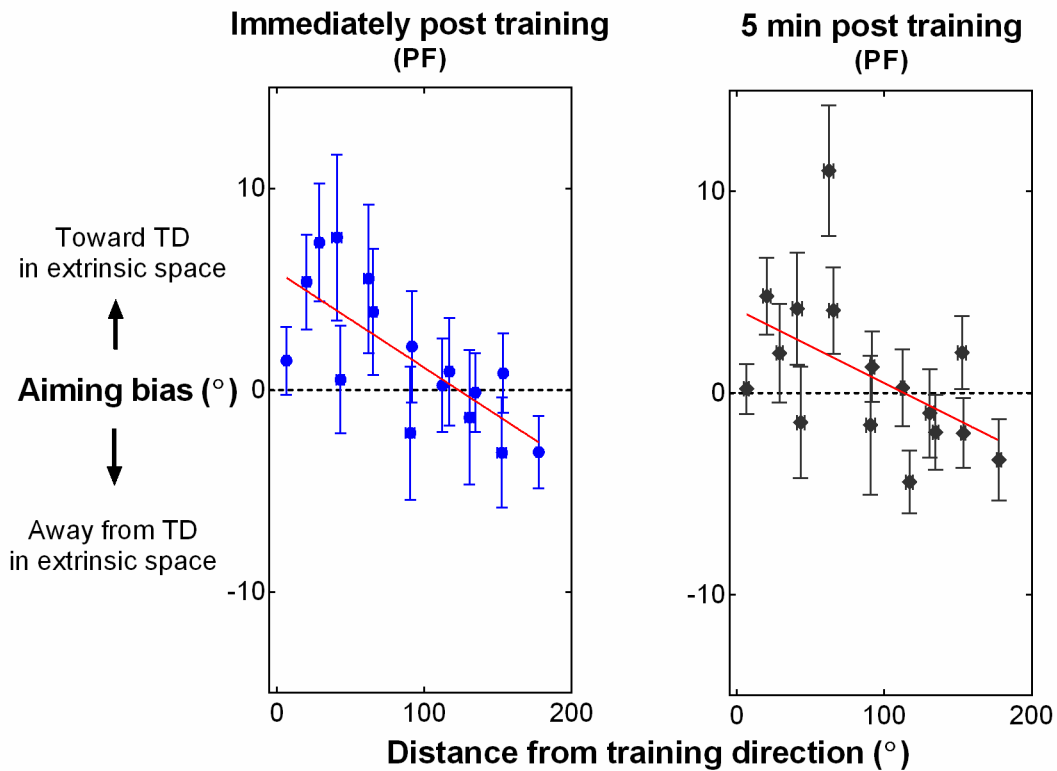 Immediately post training
(PF)
5 min post training
(PF)
10
0
-10
0
100
200
10
0
-10
0
100
200
Toward TD
in extrinsic space
Aiming bias (°)
Away from TD
in extrinsic space
Distance from training direction (°)